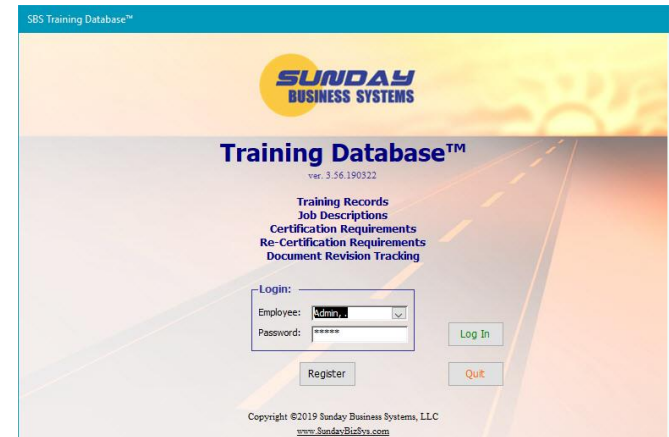 SBS Training Database™
SUNDAY
BUSINESS SYSTEMS
Training Database™
ver. 3.56.190322
Training Records
Job Descriptions
Certification Requirements
Re-Certification Requirements
Document Revision Tracking
Login:
Employee: Admin, .
Password: *****
Log In
Register
Quit
Copyright ©2019 Sunday Business Systems, LLC
www.SundayBizSys.com